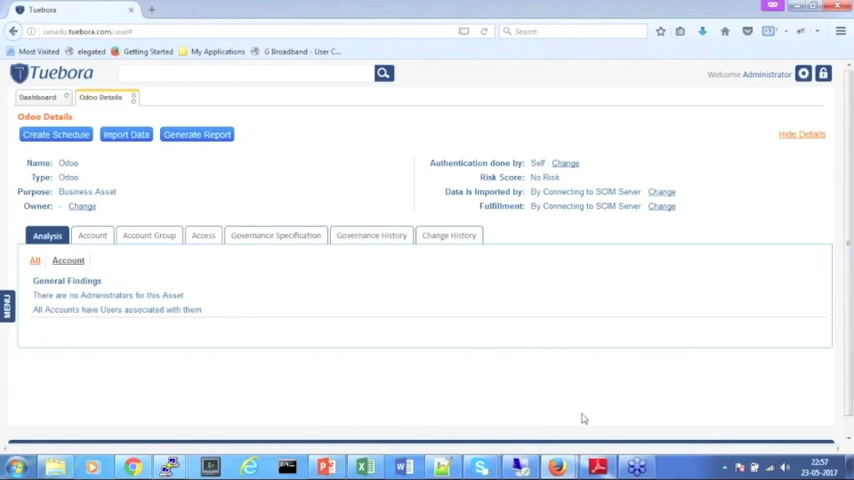 Tuebora
sanadu.tuebora.com/user#
Search
Most Visited
elegated
Getting Started
My Applications
G Broadband - User C...
Tuebora
Welcome Administrator
Dashboard
Odoo Details
Odoo Details
Create Schedule
Import Data
Generate Report
Hide Details
Name: Odoo
Type: Odoo
Purpose: Business Asset
Owner: - Change
Authentication done by: Self Change
Risk Score: No Risk
Data is Imported by: By Connecting to SCIM Server Change
Fulfillment: By Connecting to SCIM Server Change
Analysis
Account
Account Group
Access
Governance Specification
Governance History
Change History
All
Account
General Findings
There are no Administrators for this Asset
All Accounts have Users associated with them
MENU
22:57
23-05-2017